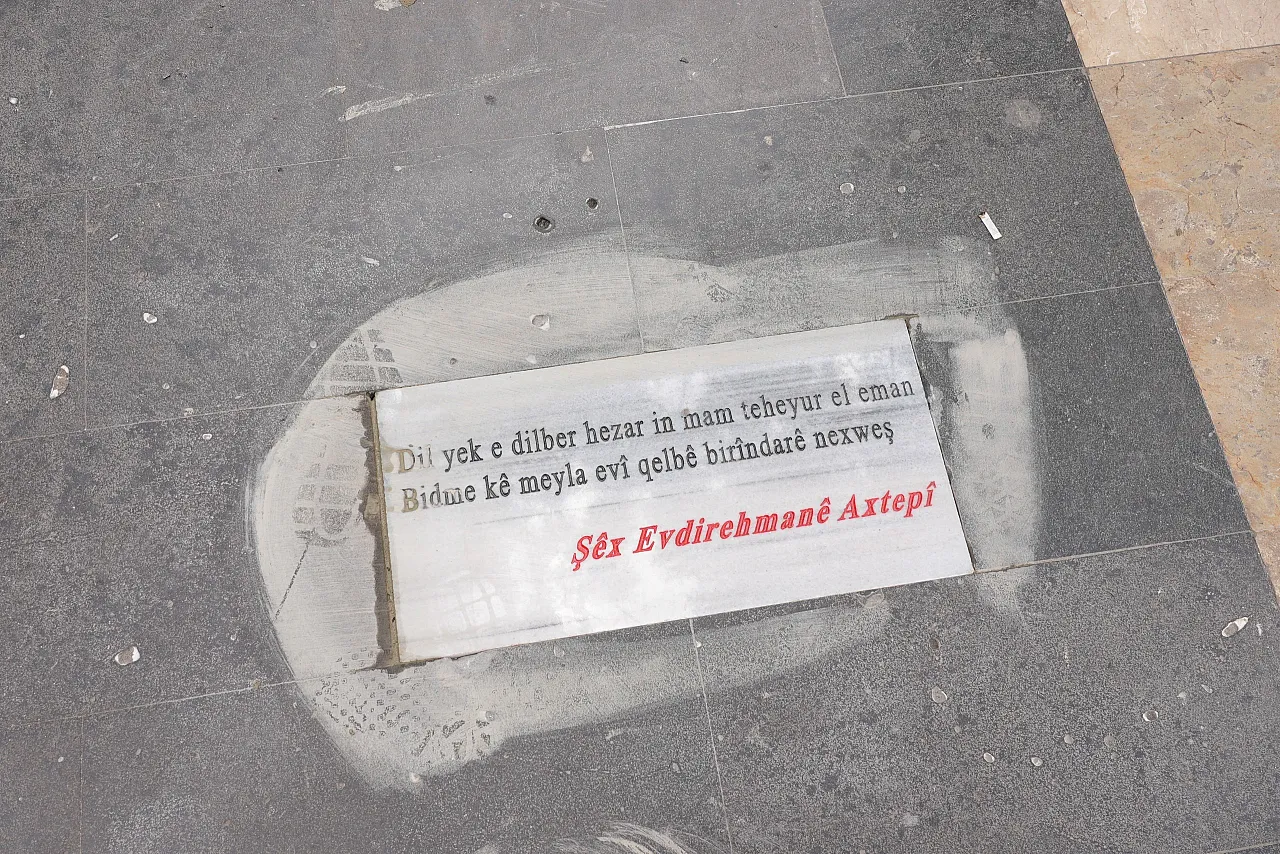 Dil yek e dilber hezar in mam teheyur el eman
Bidme kê meyla evî qelbê birîndarê nexweş
Şêx Evdirehmanê Axtepî